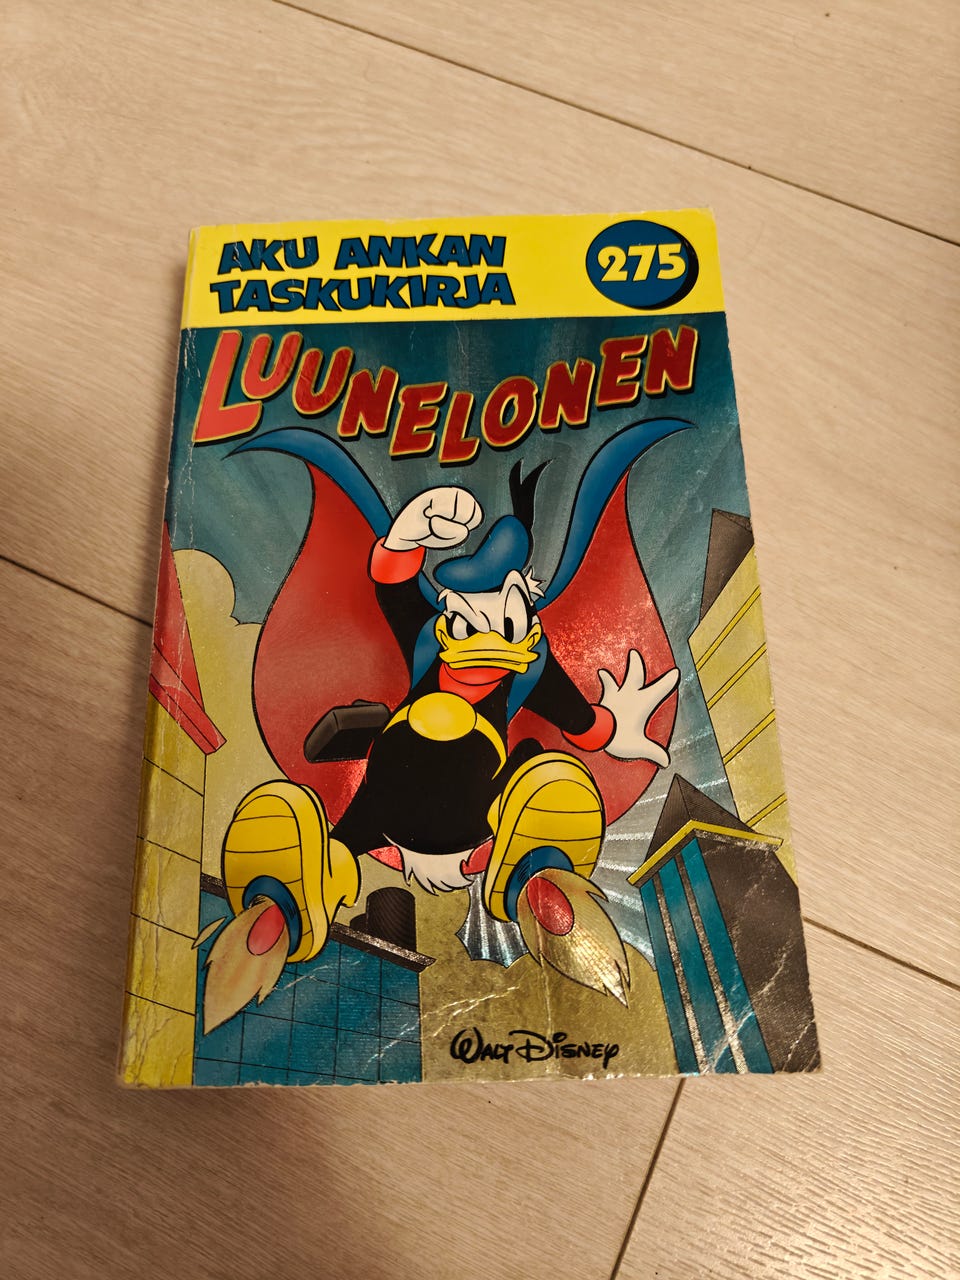 AKU ANKAN
TASKUKIRJA
275
LUUNELONEN
WALT DISNEY